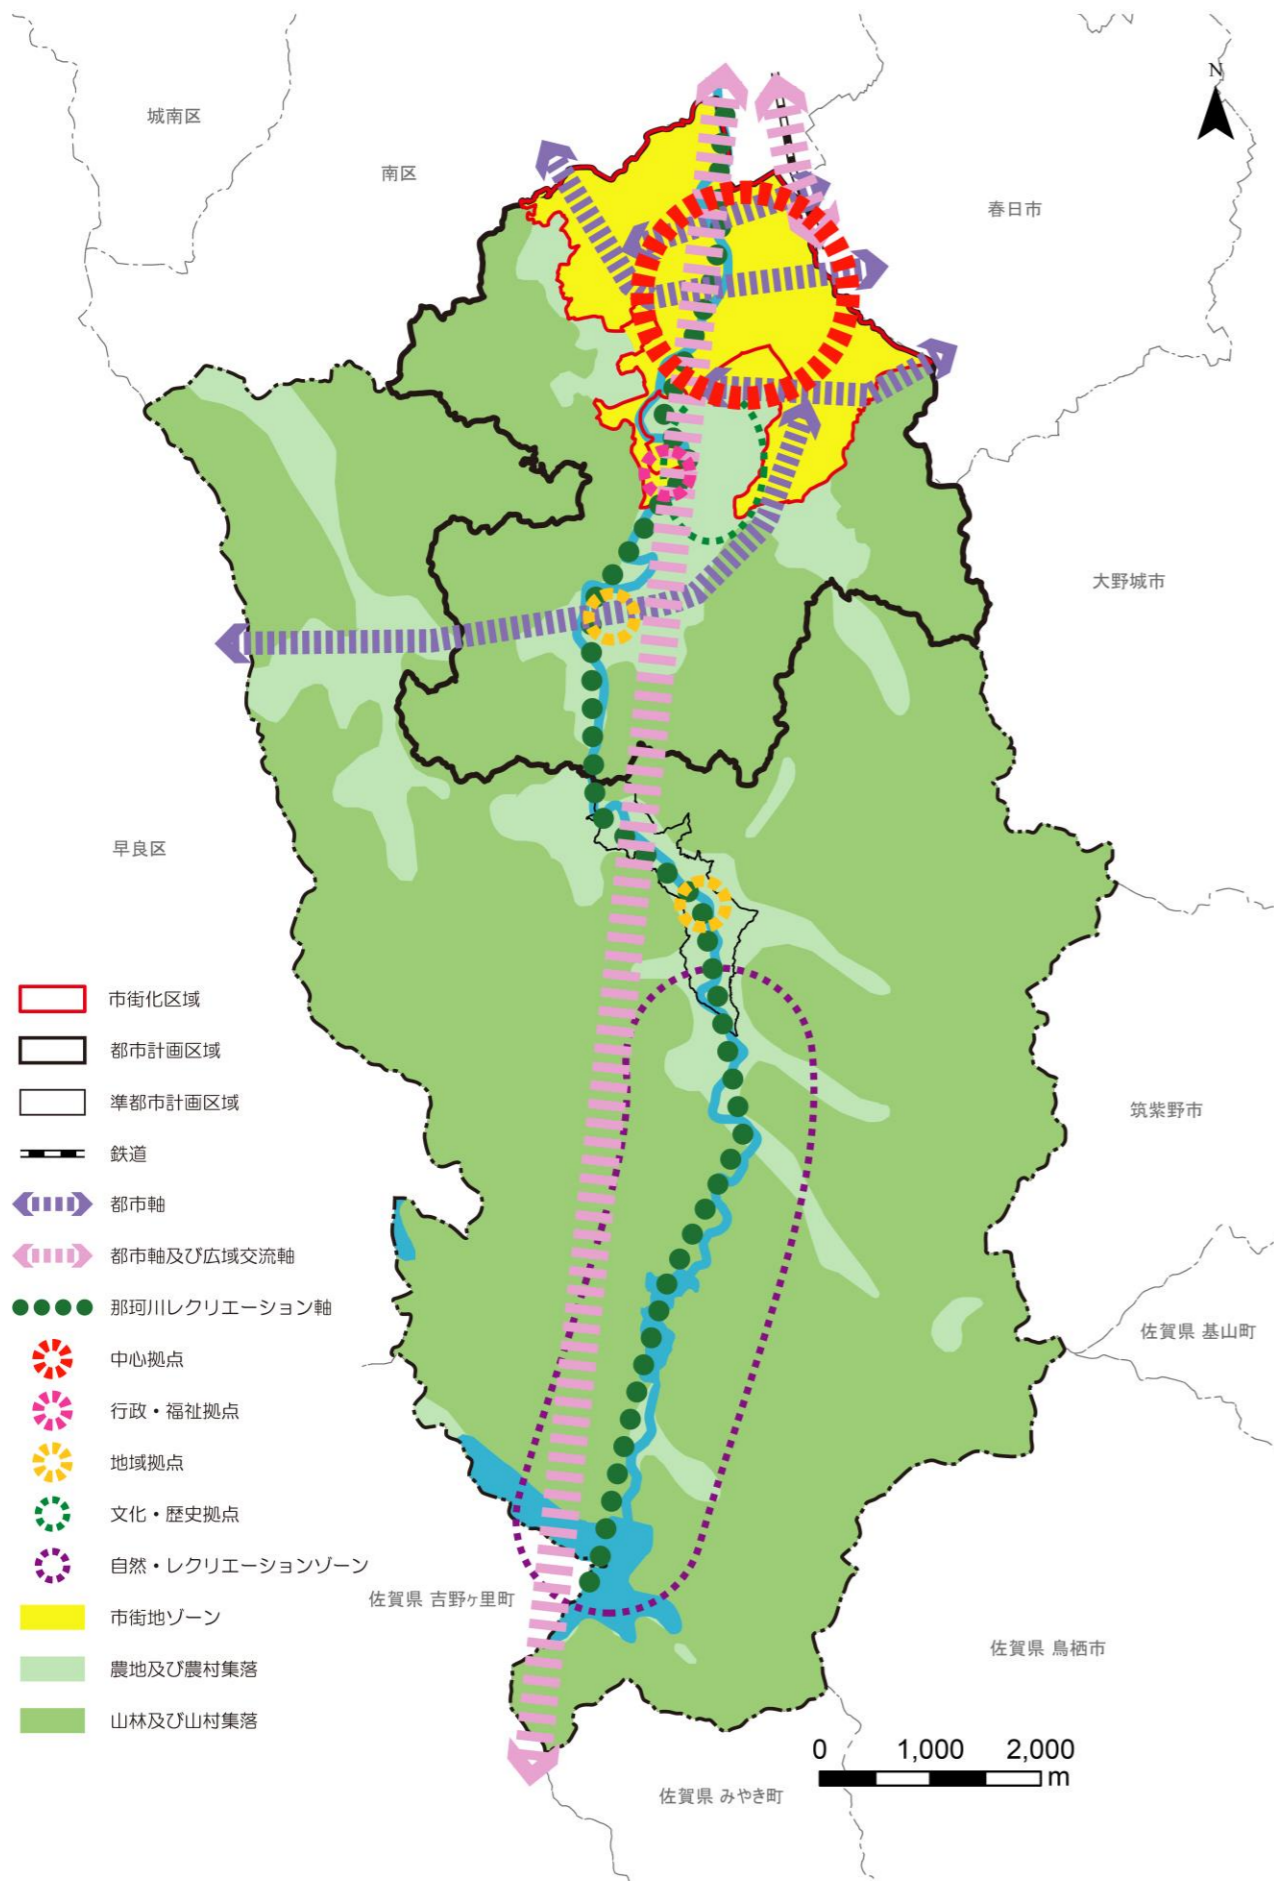 N
城南区
南区
春日市
大野城市
早良区
市街化区域
都市計画区域
準都市計画区域
鉄道
都市軸
都市軸及び広域交流軸
那珂川レクリエーション軸
中心拠点
行政・福祉拠点
地域拠点
文化・歴史拠点
自然・レクリエーションゾーン
市街地ゾーン
農地及び農村集落
山林及び山村集落
筑紫野市
佐賀県 基山町
佐賀県 吉野ヶ里町
佐賀県 鳥栖市
0 1,000 2,000
m
佐賀県 みやき町